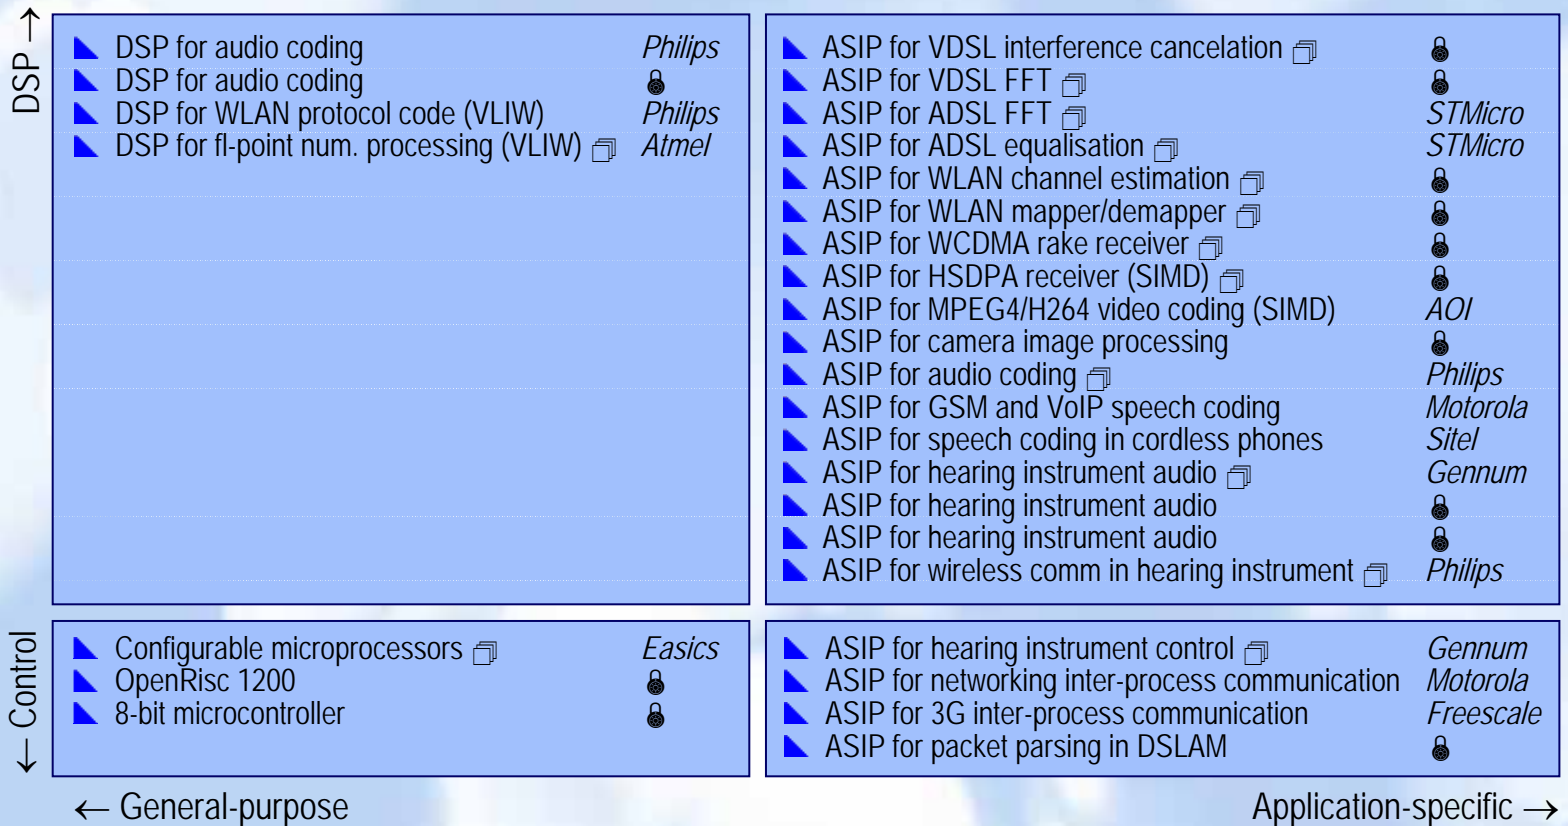 DSP →
DSP for audio coding Philips
DSP for audio coding
DSP for WLAN protocol code (VLIW) Philips
DSP for fl-point num. processing (VLIW) Atmel
ASIP for VDSL interference cancelation
ASIP for VDSL FFT
ASIP for ADSL FFT STMicro
ASIP for ADSL equalisation STMicro
ASIP for WLAN channel estimation
ASIP for WLAN mapper/demapper
ASIP for WCDMA rake receiver
ASIP for HSDPA receiver (SIMD)
ASIP for MPEG4/H264 video coding (SIMD) AOI
ASIP for camera image processing
ASIP for audio coding Philips
ASIP for GSM and VoIP speech coding Motorola
ASIP for speech coding in cordless phones Sitel
ASIP for hearing instrument audio Gennum
ASIP for hearing instrument audio
ASIP for hearing instrument audio
ASIP for wireless comm in hearing instrument Philips
← Control
Configurable microprocessors Easics
OpenRisc 1200
8-bit microcontroller
ASIP for hearing instrument control Gennum
ASIP for networking inter-process communication Motorola
ASIP for 3G inter-process communication Freescale
ASIP for packet parsing in DSLAM
← General-purpose
Application-specific →